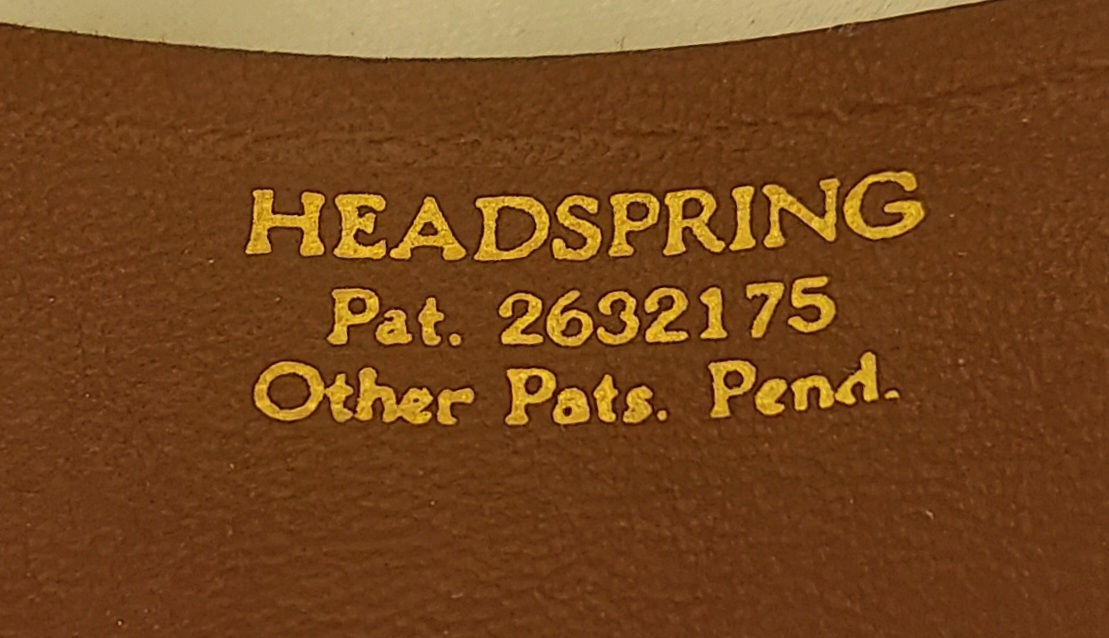 HEADSPRING
Pat. 2632175
Other Pats. Pend.